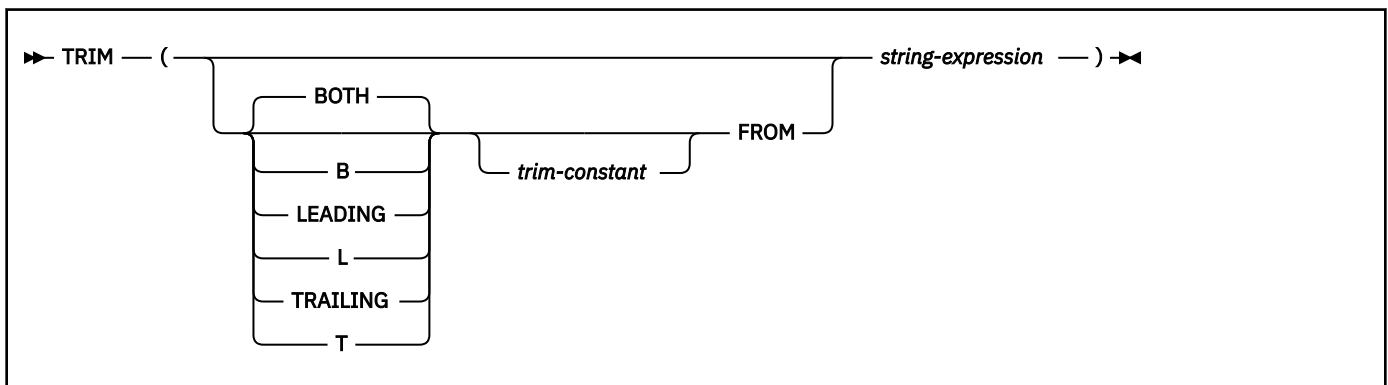 TRIM ( string-expression )
BOTH
FROM
B
trim-constant
LEADING
L
TRAILING
T